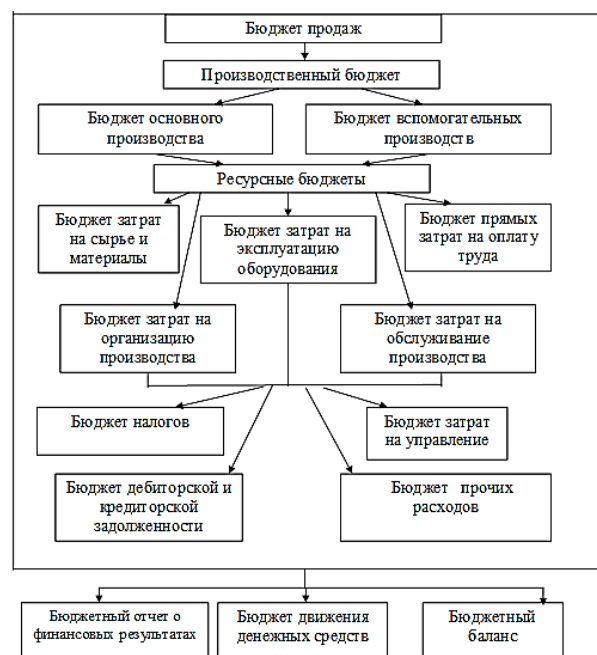 Бюджет продаж
Производственный бюджет
Бюджет основного
производства
Бюджет вспомогательных
производств
Ресурсные бюджеты
Бюджет затрат
на сырье и
материалы
Бюджет затрат на
эксплуатацию
оборудования
Бюджет прямых
затрат на оплату
труда
Бюджет затрат на
организацию
производства
Бюджет затрат на
обслуживание
производства
Бюджет налогов
Бюджет затрат
на управление
Бюджет дебиторской и
кредиторской
задолженности
Бюджет прочих
расходов
Бюджетный отчет о
финансовых результатах
Бюджет движения
денежных средств
Бюджетный
баланс